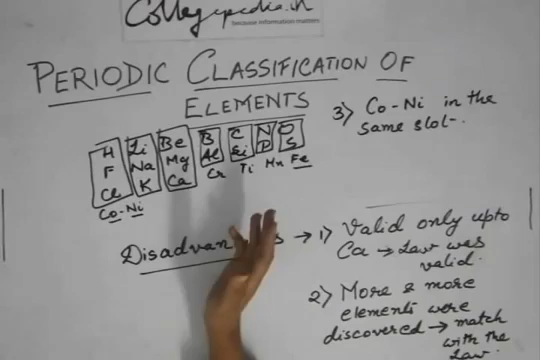 Collegepedia.in
because information matters
PERIODIC CLASSIFICATION OF
ELEMENTS
H Li Be B C N O
F Na Mg Al Si P S
Cl K Ca Cr Ti Mn Fe
Co-Ni
3) Co-Ni in the
same slot-.
Disadvan s → 1) Valid only upto
Ca → Law was
valid.
2) More & more
elements were
discovered → match
with the
Law.